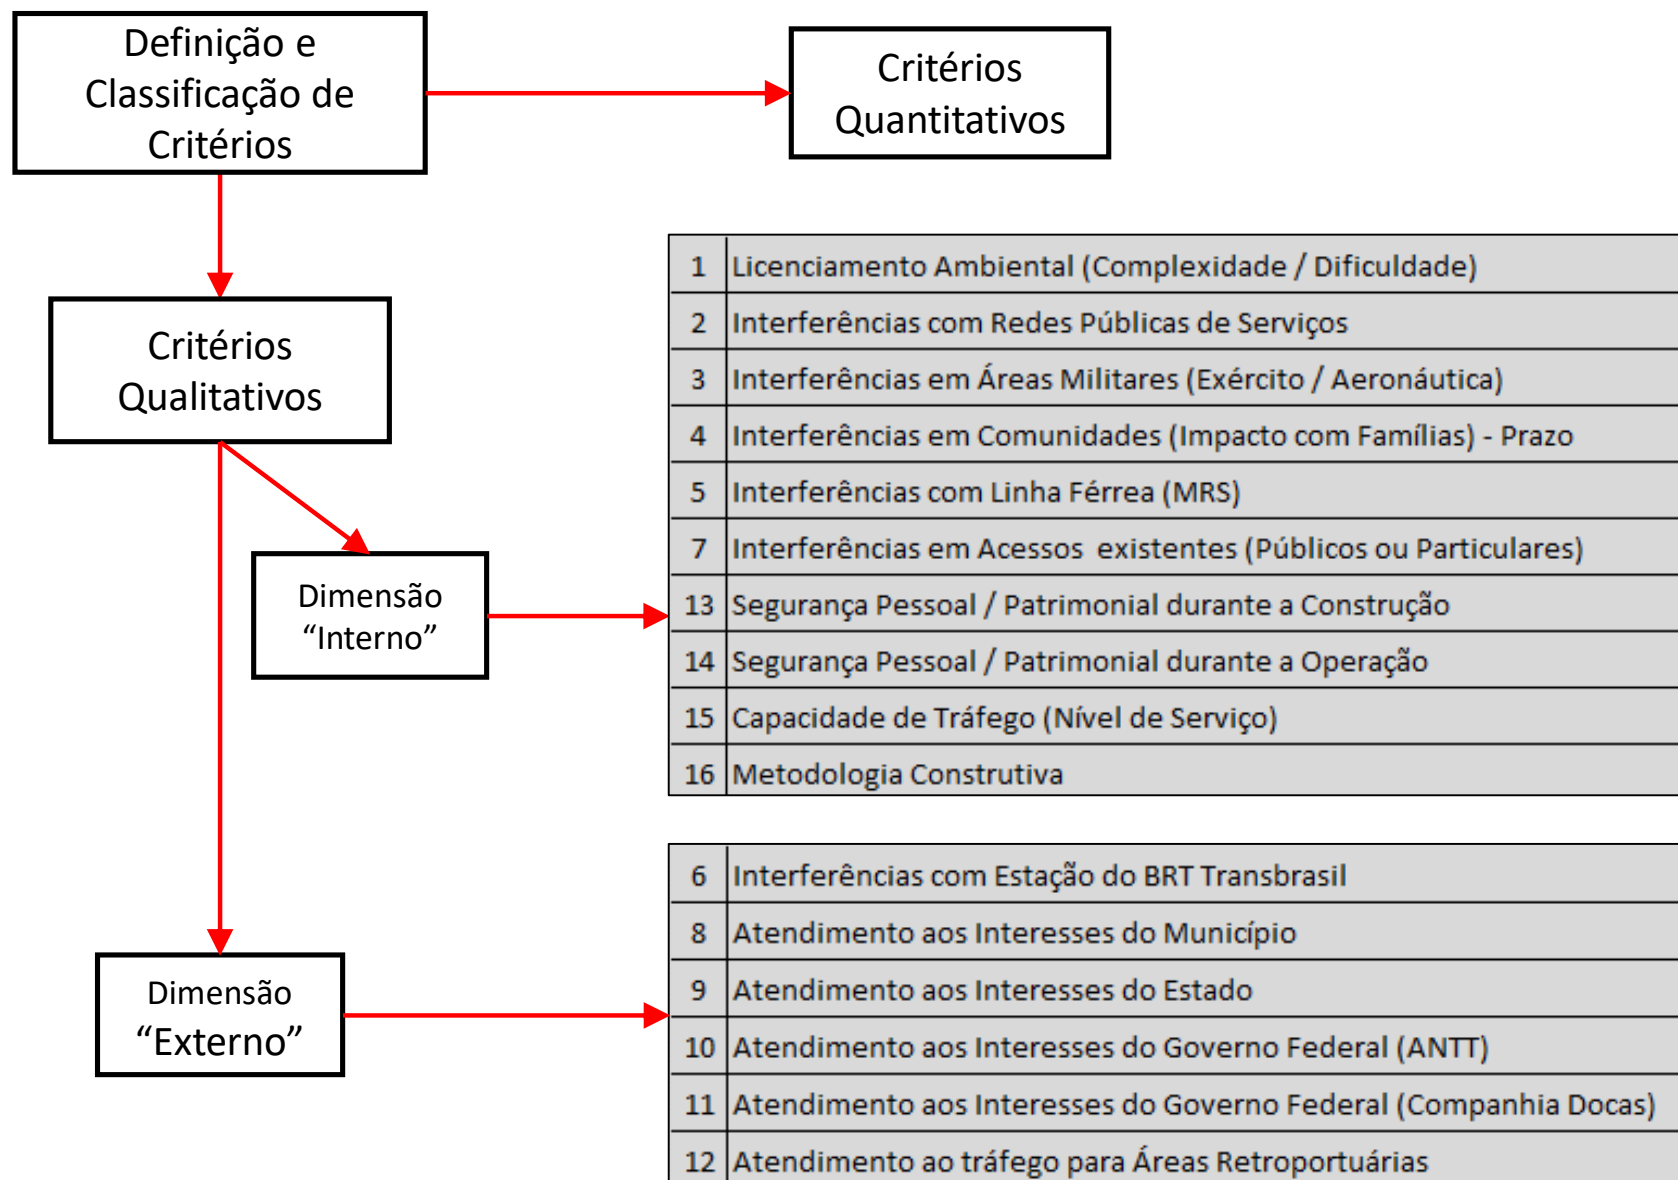 Definição e
Classificação de
Critérios
Critérios
Quantitativos
Critérios
Qualitativos
Dimensão
“Interno”
1 Licenciamento Ambiental (Complexidade / Dificuldade)
2 Interferências com Redes Públicas de Serviços
3 Interferências em Áreas Militares (Exército / Aeronáutica)
4 Interferências em Comunidades (Impacto com Famílias) - Prazo
5 Interferências com Linha Férrea (MRS)
7 Interferências em Acessos existentes (Públicos ou Particulares)
13 Segurança Pessoal / Patrimonial durante a Construção
14 Segurança Pessoal / Patrimonial durante a Operação
15 Capacidade de Tráfego (Nível de Serviço)
16 Metodologia Construtiva
Dimensão
“Externo”
6 Interferências com Estação do BRT Transbrasil
8 Atendimento aos Interesses do Município
9 Atendimento aos Interesses do Estado
10 Atendimento aos Interesses do Governo Federal (ANTT)
11 Atendimento aos Interesses do Governo Federal (Companhia Docas)
12 Atendimento ao tráfego para Áreas Retroportuárias